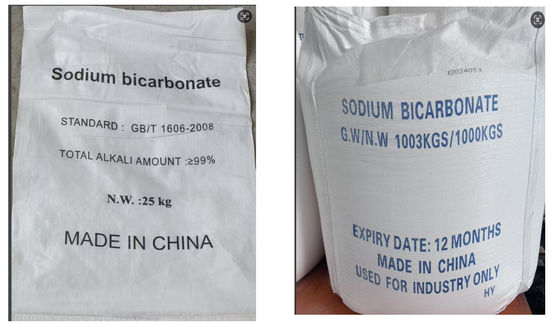 Sodium bicarbonate
STANDARD : GB/T 1606-2008
TOTAL ALKALI AMOUNT :≥99%
N.W. :25 kg
MADE IN CHINA
82024053
SODIUM BICARBONATE
G.W/N.W 1003KGS/1000KGS
EXPIRY DATE: 12 MONTHS
MADE IN CHINA
USED FOR INDUSTRY ONLY
HY